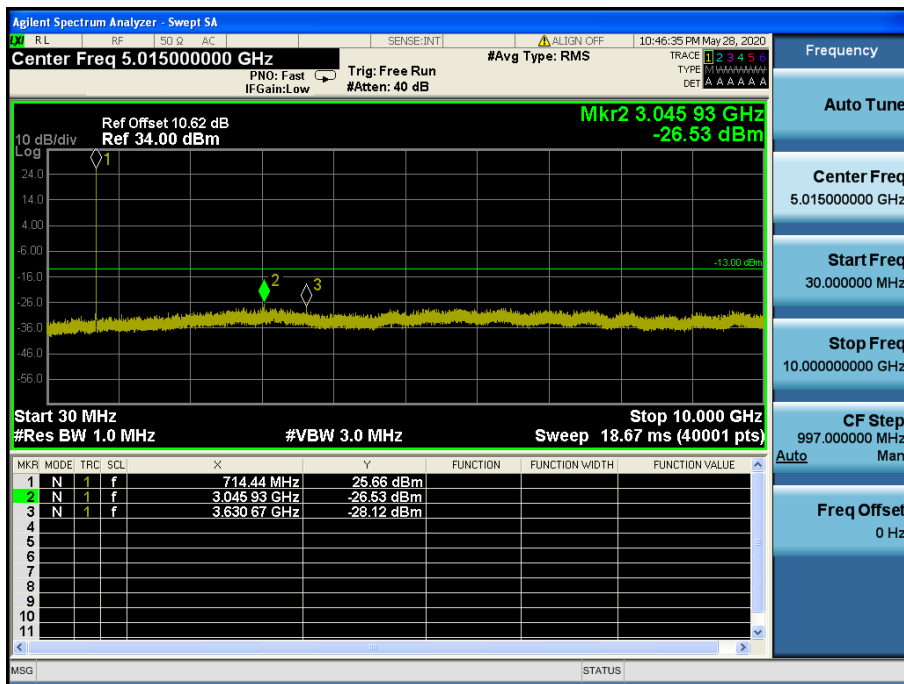 Agilent Spectrum Analyzer - Swept SA
LXI RL RF 50 Ω AC SENSE:INT ALIGN OFF 10:46:35 PM May 28, 2020
Center Freq 5.015000000 GHz
#Avg Type: RMS
TRACE 1 2 3 4 5 6
PNO: Fast
Trig: Free Run
TYPE M WWWWW
IFGain:Low
#Atten: 40 dB
DET A A A A A A
Mkr2 3.045 93 GHz
-26.53 dBm
Ref Offset 10.62 dB
10 dB/div Ref 34.00 dBm
Log
1
24.0
14.0
4.00
-6.00
-13.00 dBm
-16.0
2
3
-26.0
-36.0
-46.0
-56.0
Start 30 MHz Stop 10.000 GHz
#Res BW 1.0 MHz #VBW 3.0 MHz Sweep 18.67 ms (40001 pts)
MKR MODE TRC SCL X Y FUNCTION FUNCTION WIDTH FUNCTION VALUE
1 N 1 f 714.44 MHz 25.66 dBm
2 N 1 f 3.045 93 GHz -26.53 dBm
3 N 1 f 3.630 67 GHz -28.12 dBm
4
5
6
7
8
9
10
11
MSG STATUS
Frequency
Auto Tune
Center Freq
5.015000000 GHz
Start Freq
30.000000 MHz
Stop Freq
10.000000000 GHz
CF Step
997.000000 MHz
Auto Man
Freq Offset
0 Hz